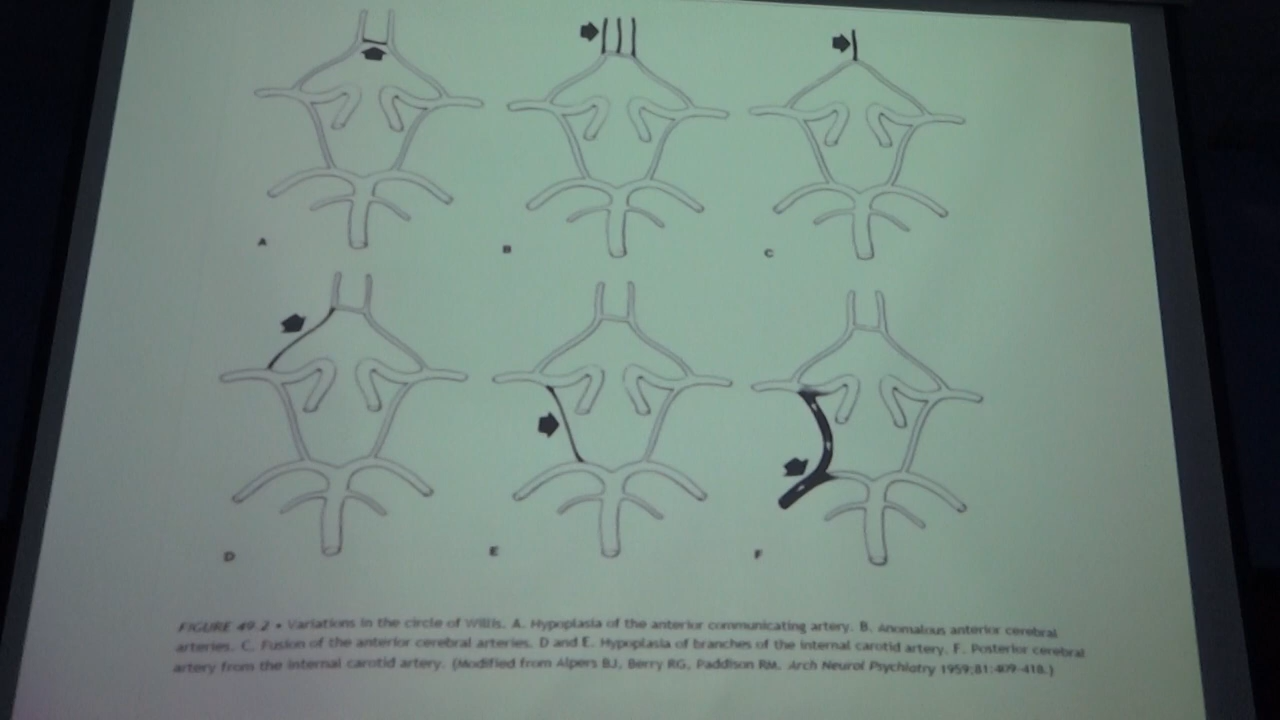 A
B
C
D
E
F
FIGURE 49.2 • Variations in the circle of Willis. A. Hypoplasia of the anterior communicating artery. B. Anomalous anterior cerebral
arteries. C. Fusion of the anterior cerebral arteries. D and E. Hypoplasia of branches of the internal carotid artery. F. Posterior cerebral
artery from the internal carotid artery. (Modified from Alpers BJ, Berry RG, Paddison RM. Arch Neurol Psychiatry 1959;81:409-418.)